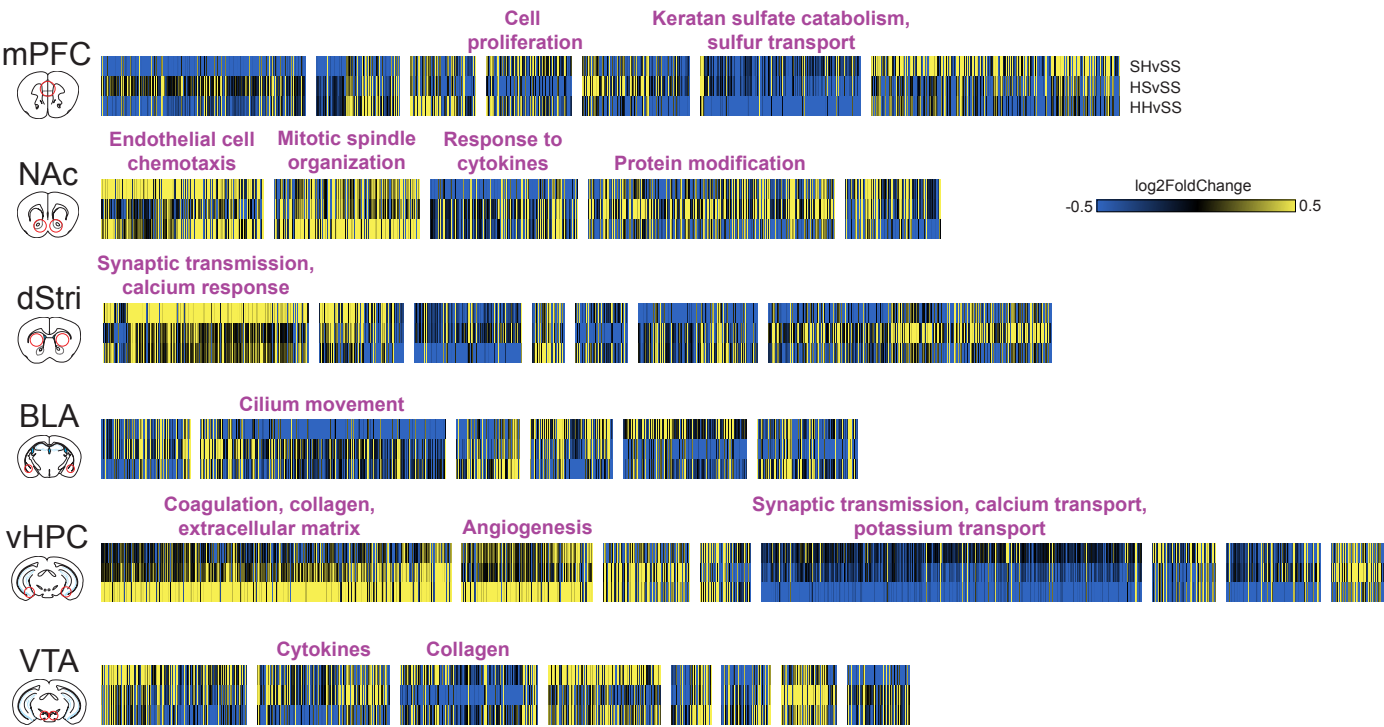 Cell
proliferation
Keratan sulfate catabolism,
sulfur transport
mPFC
SHvSS
HSvSS
HHvSS
Endothelial cell
chemotaxis
Mitotic spindle
organization
Response to
cytokines
Protein modification
NAc
log2FoldChange
-0.5
0.5
Synaptic transmission,
calcium response
dStri
Cilium movement
BLA
Coagulation, collagen,
extracellular matrix
Angiogenesis
Synaptic transmission, calcium transport,
potassium transport
vHPC
Cytokines
Collagen
VTA